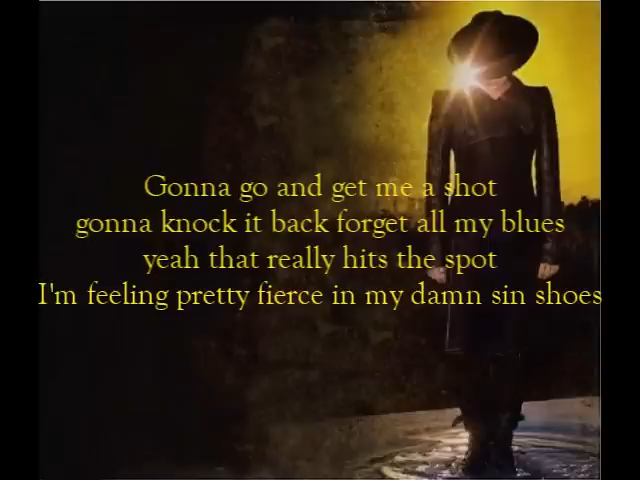 Gonna go and get me a shot
gonna knock it back forget all my blues
yeah that really hits the spot
I'm feeling pretty fierce in my damn sin shoes